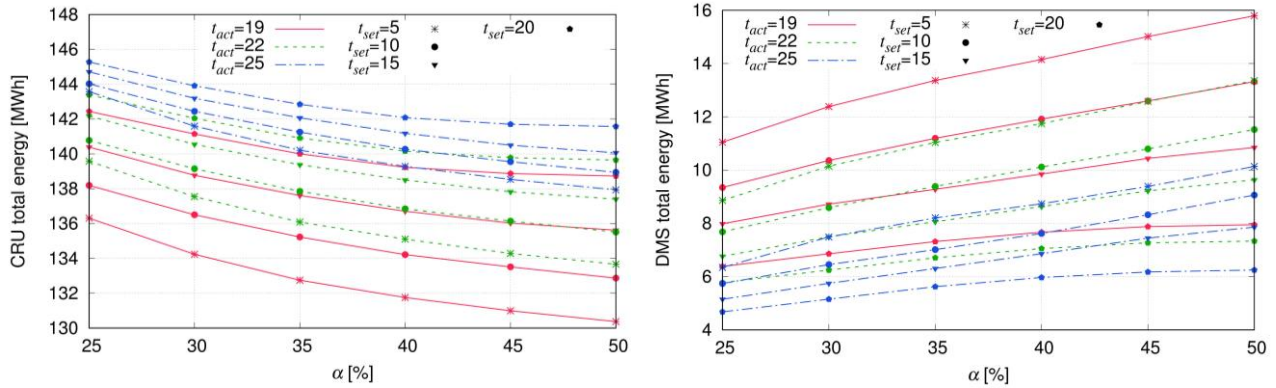 148
146
144
142
140
138
136
134
132
130
CRU total energy [MWh]
t_act=19 t_set=5 t_set=20
t_act=22 t_set=10
t_act=25 t_set=15
25 30 35 40 45 50
α [%]
16
14
12
10
8
6
4
DMS total energy [MWh]
t_act=19 t_set=5 t_set=20
t_act=22 t_set=10
t_act=25 t_set=15
25 30 35 40 45 50
α [%]